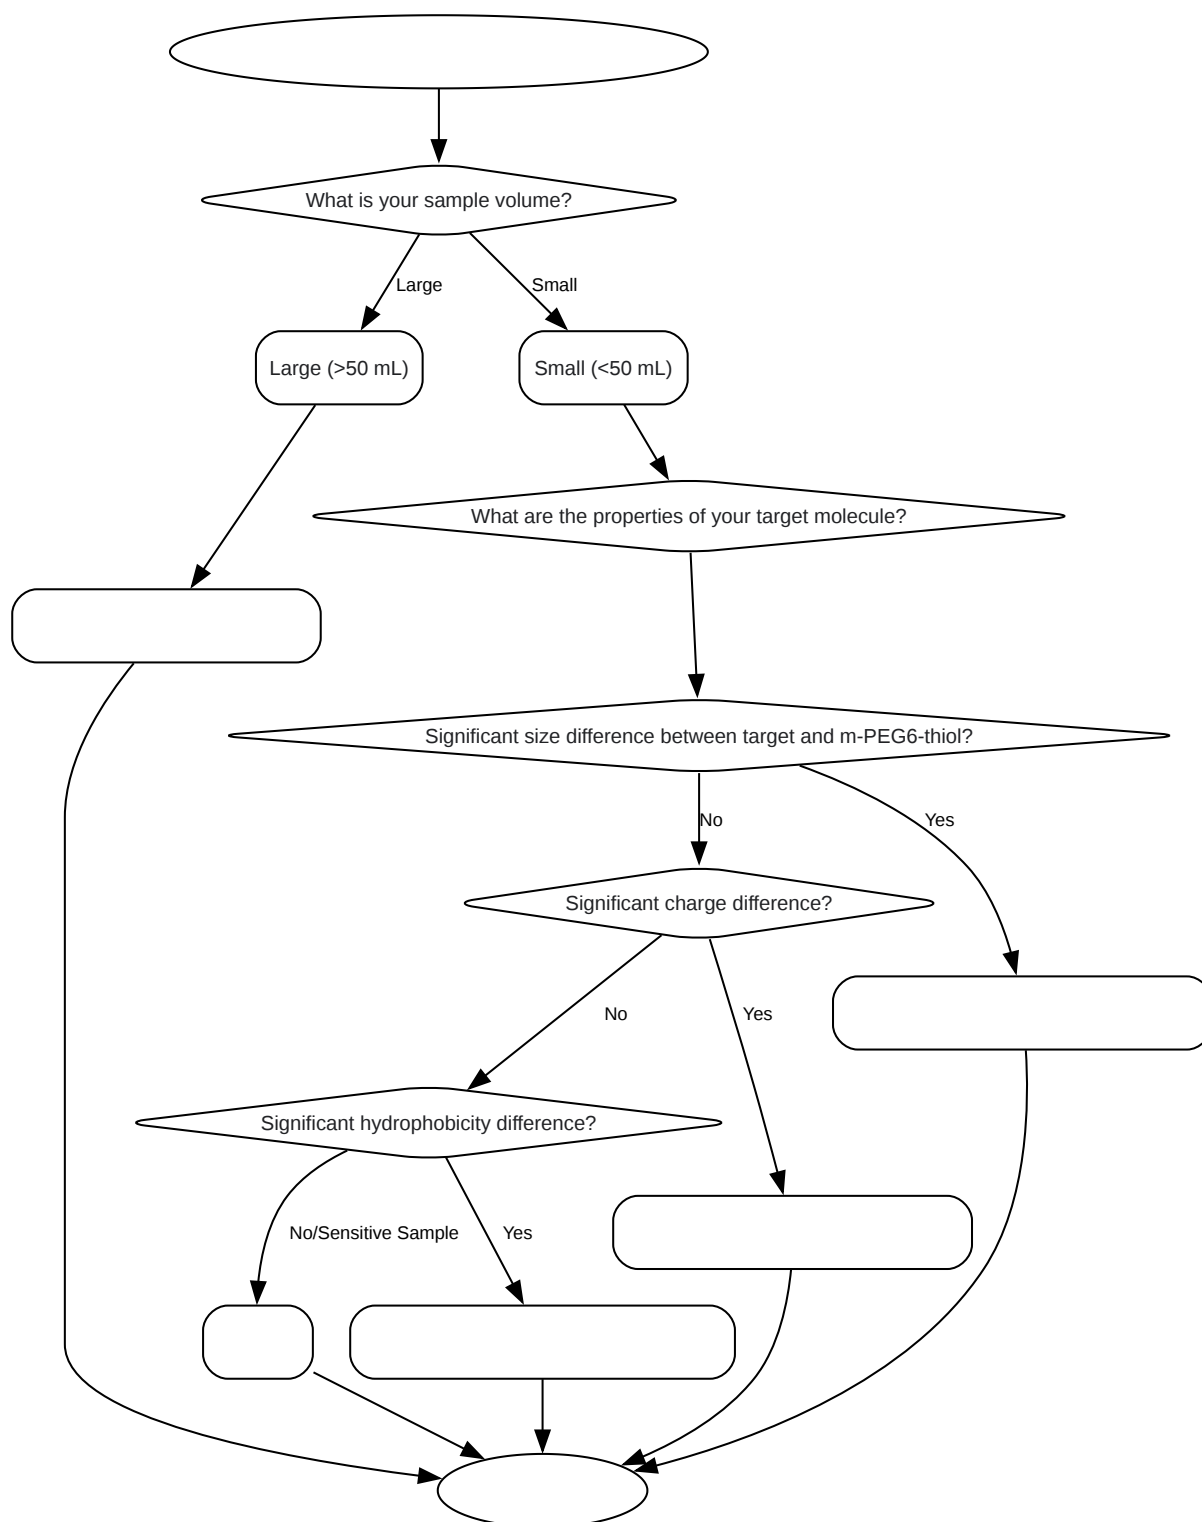 What is your sample volume?
Large
Small
Large (>50 mL)
Small (<50 mL)
What are the properties of your target molecule?
Significant size difference between target and m-PEG6-thiol?
No
Yes
Significant charge difference?
No
Yes
Significant hydrophobicity difference?
No/Sensitive Sample
Yes